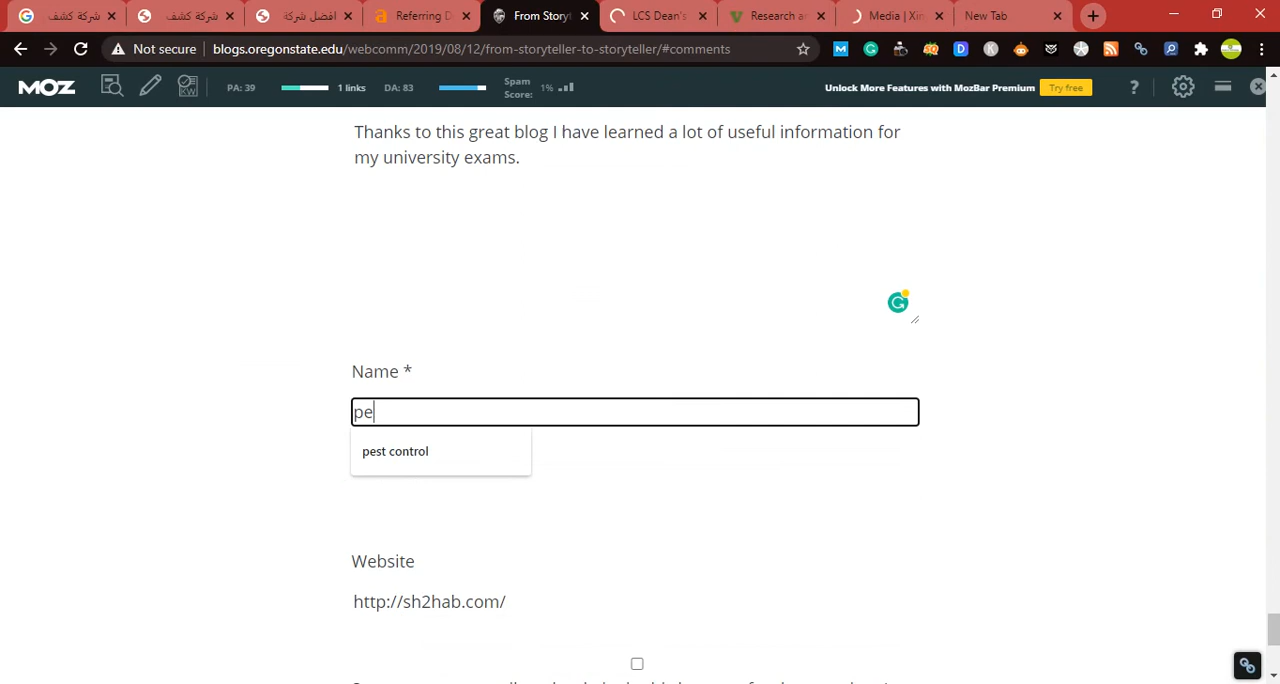 شركة كشف
شركة كشف
افضل شركة
Referring D
From Storyt
LCS Dean's
Research an
Media | Xin
New Tab
Not secure
blogs.oregonstate.edu/webcomm/2019/08/12/from-storyteller-to-storyteller/#comments
MOZ
PA: 39
1 links
DA: 83
Spam
Score:
1%
Unlock More Features with MozBar Premium
Try free
?
Thanks to this great blog I have learned a lot of useful information for
my university exams.
Name *
pe
pest control
Website
http://sh2hab.com/